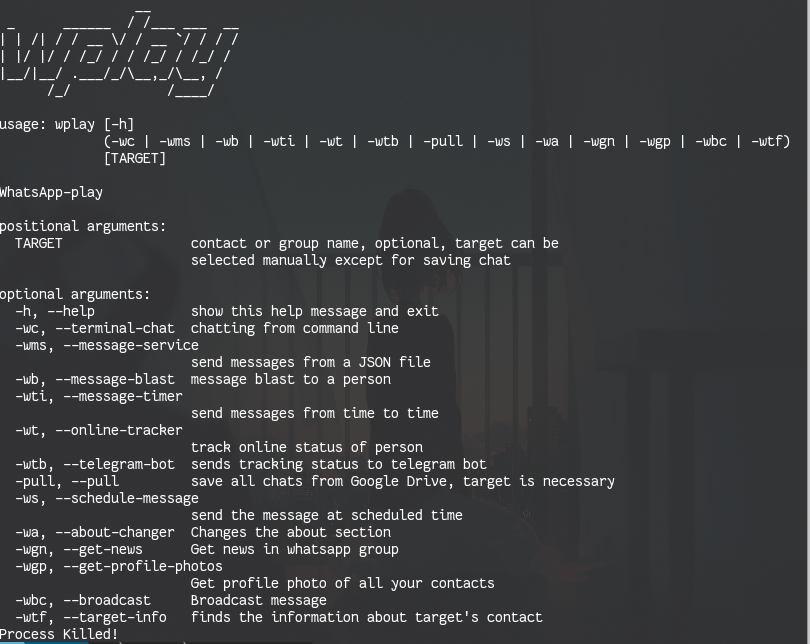 wplay
usage: wplay [-h]
(-wc | -wms | -wb | -wti | -wt | -wtb | -pull | -ws | -wa | -wgn | -wgp | -wbc | -wtf)
[TARGET]
WhatsApp-play
positional arguments:
TARGET contact or group name, optional, target can be
selected manually except for saving chat
optional arguments:
-h, --help show this help message and exit
-wc, --terminal-chat chatting from command line
-wms, --message-service
send messages from a JSON file
-wb, --message-blast message blast to a person
-wti, --message-timer
send messages from time to time
-wt, --online-tracker
track online status of person
-wtb, --telegram-bot sends tracking status to telegram bot
-pull, --pull save all chats from Google Drive, target is necessary
-ws, --schedule-message
send the message at scheduled time
-wa, --about-changer Changes the about section
-wgn, --get-news Get news in whatsapp group
-wgp, --get-profile-photos
Get profile photo of all your contacts
-wbc, --broadcast Broadcast message
-wtf, --target-info finds the information about target's contact
Process Killed!